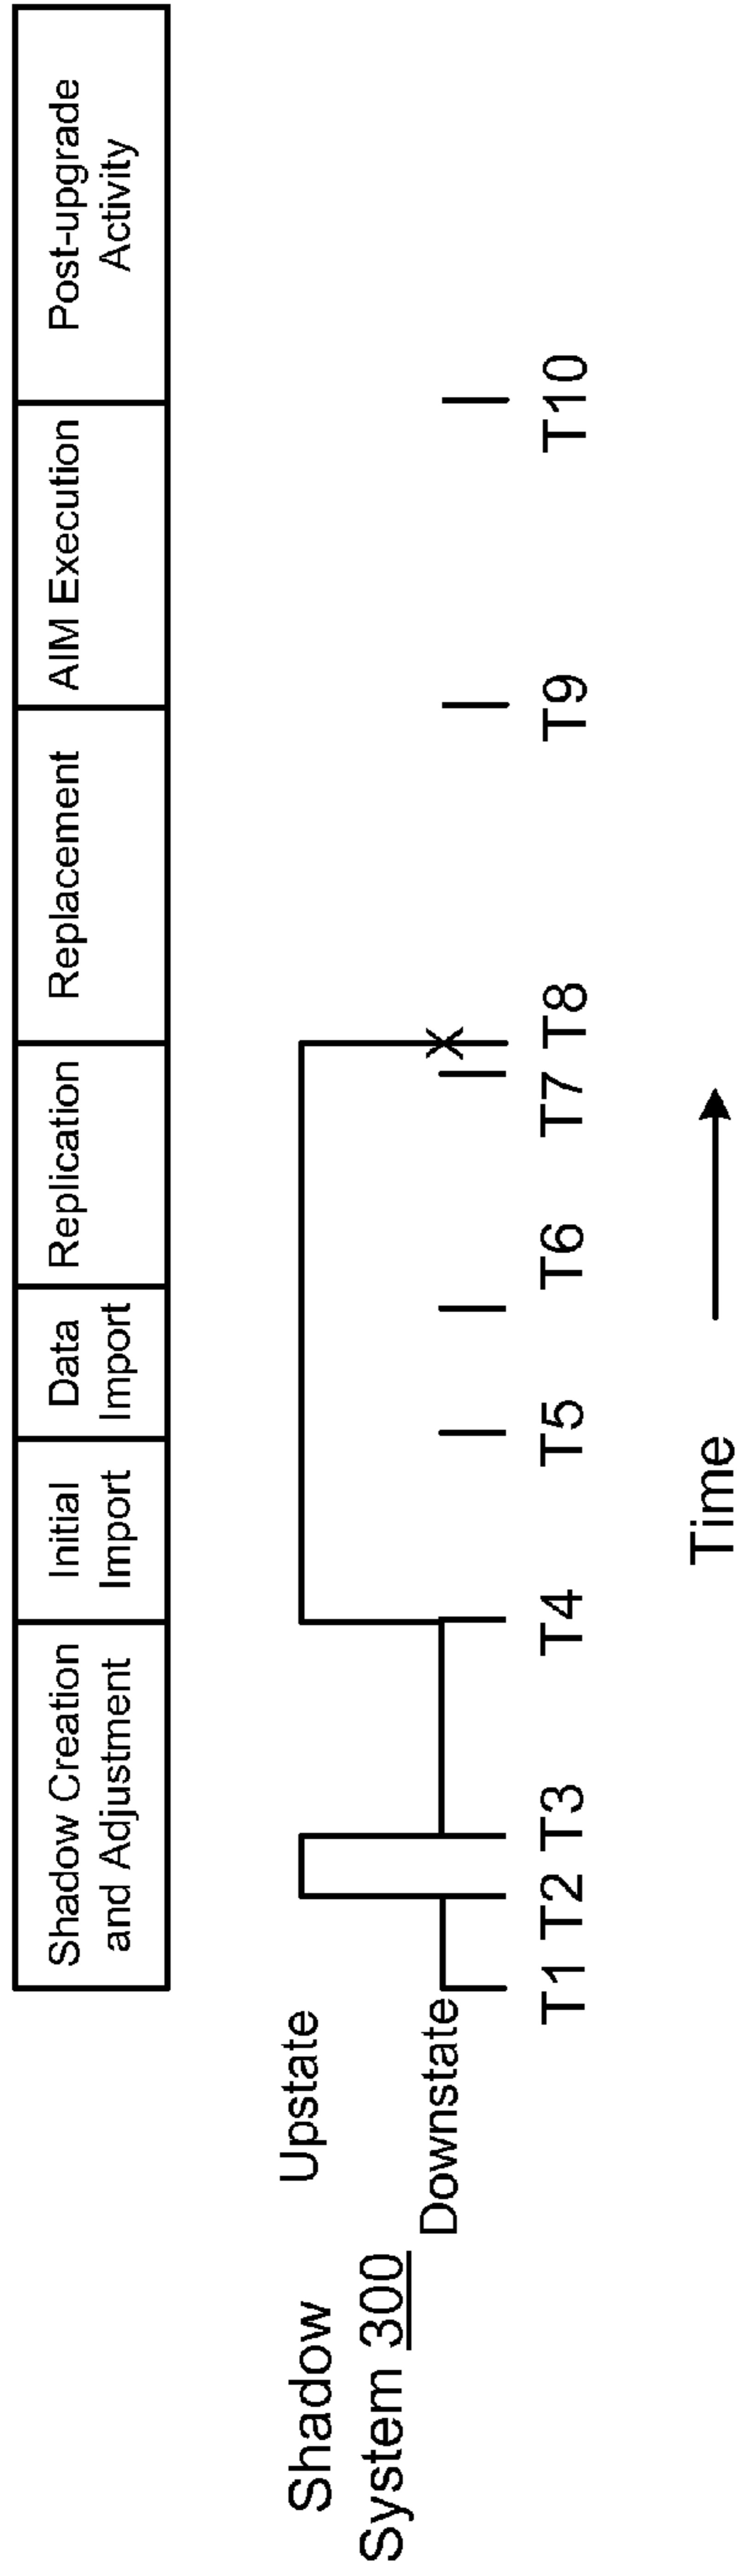 Shadow Creation
and Adjustment
Initial
Import
Data
Import
Replication
Replacement
AIM Execution
Post-upgrade
Activity
Shadow
System 300
Upstate
Downstate
T1 T2 T3 T4 T5 T6 T7 T8 T9 T10
Time